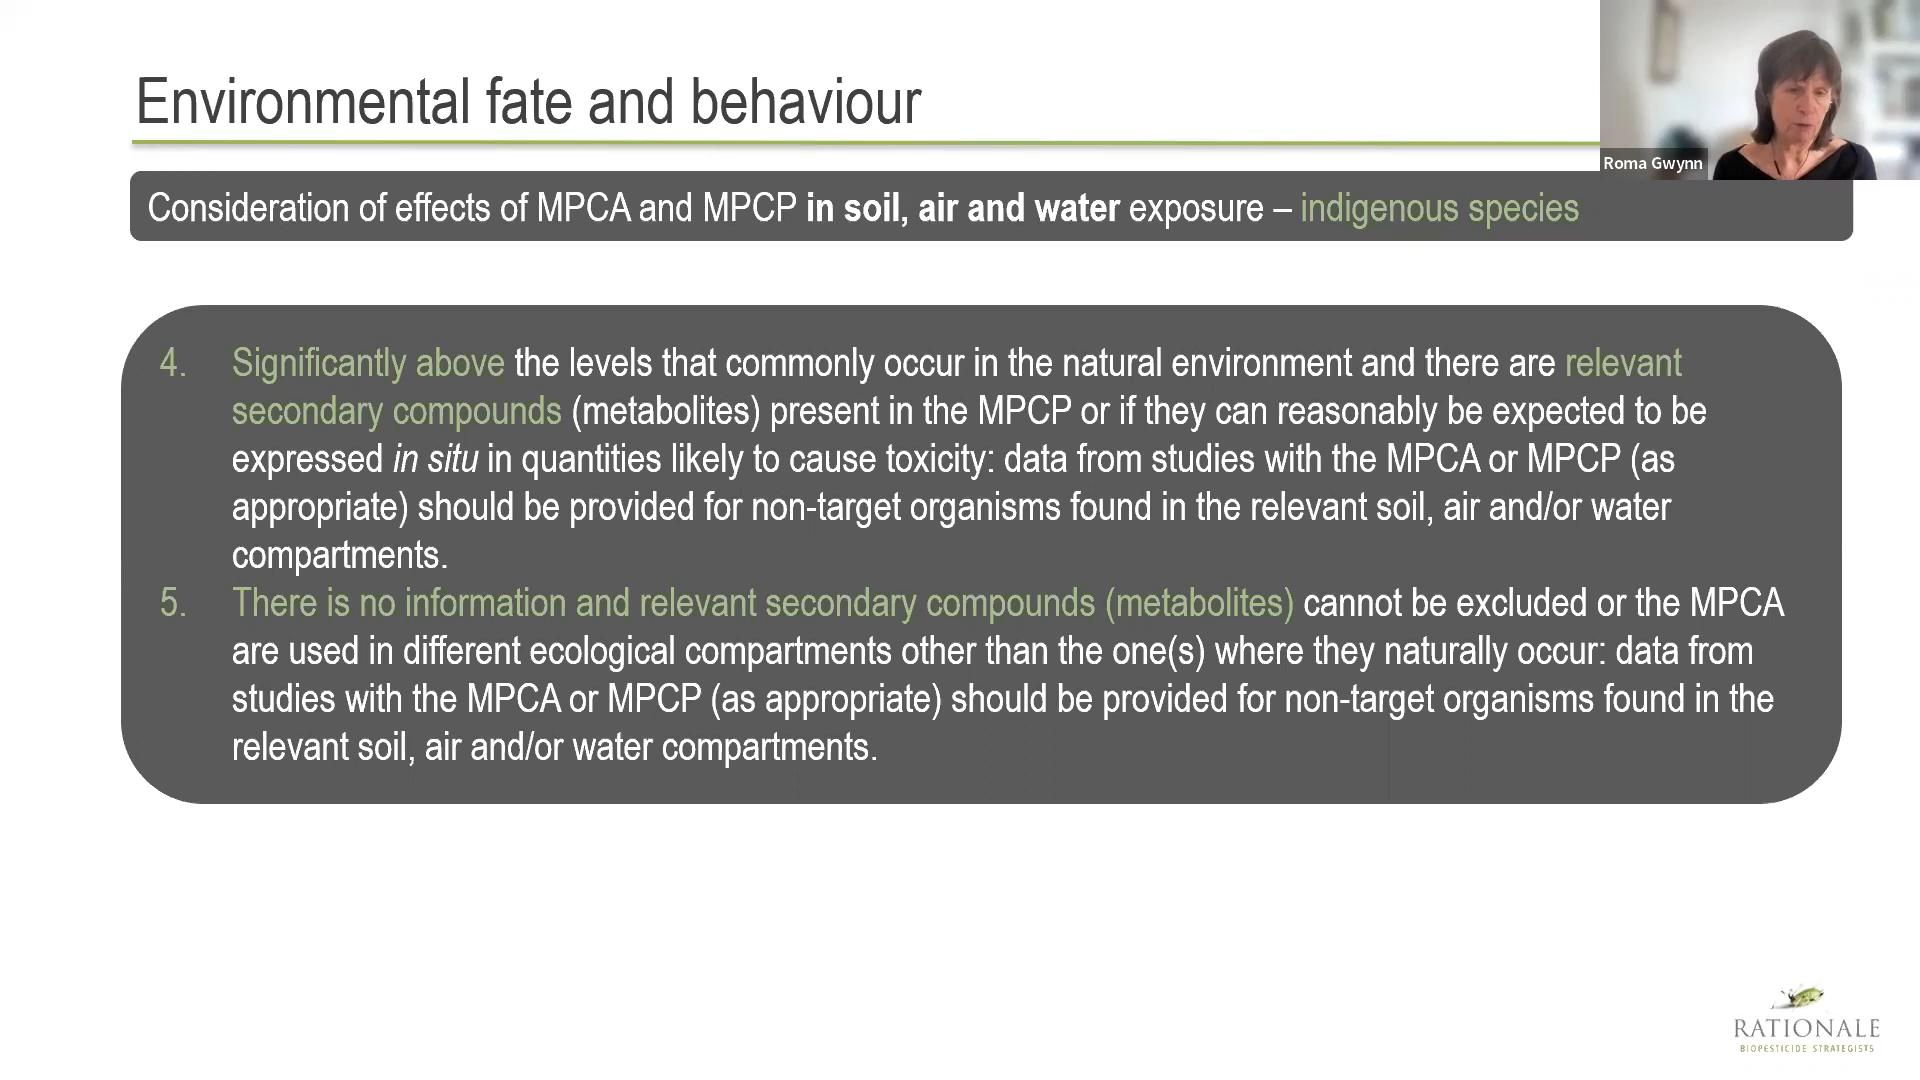 Environmental fate and behaviour
Roma Gwynn
Consideration of effects of MPCA and MPCP in soil, air and water exposure – indigenous species
4. Significantly above the levels that commonly occur in the natural environment and there are relevant
secondary compounds (metabolites) present in the MPCP or if they can reasonably be expected to be
expressed in situ in quantities likely to cause toxicity: data from studies with the MPCA or MPCP (as
appropriate) should be provided for non-target organisms found in the relevant soil, air and/or water
compartments.
5. There is no information and relevant secondary compounds (metabolites) cannot be excluded or the MPCA
are used in different ecological compartments other than the one(s) where they naturally occur: data from
studies with the MPCA or MPCP (as appropriate) should be provided for non-target organisms found in the
relevant soil, air and/or water compartments.
RATIONALE
BIOPESTICIDE STRATEGISTS